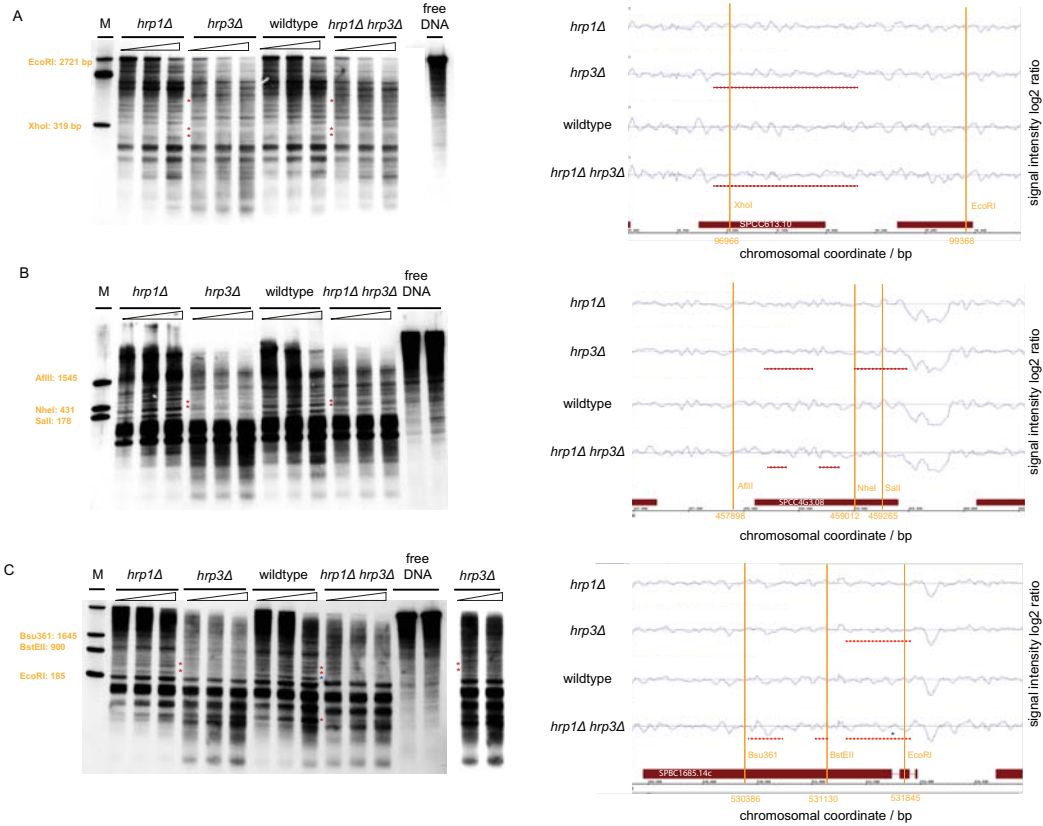 A
M
hrp1Δ
hrp3Δ
wildtype
hrp1Δ hrp3Δ
free
DNA
EcoRI: 2721 bp
XhoI: 319 bp
*
*
*
*
*
*
hrp1Δ
hrp3Δ
wildtype
hrp1Δ hrp3Δ
XhoI
EcoRI
SPCC613.10
96966
99368
chromosomal coordinate / bp
signal intensity log2 ratio
B
M
hrp1Δ
hrp3Δ
wildtype
hrp1Δ hrp3Δ
free
DNA
AflII: 1545
NheI: 431
SalI: 178
*
*
*
*
hrp1Δ
hrp3Δ
wildtype
hrp1Δ hrp3Δ
AflII
NheI
SalI
SPCC4G3.08
457898
459012
459265
chromosomal coordinate / bp
signal intensity log2 ratio
C
M
hrp1Δ
hrp3Δ
wildtype
hrp1Δ hrp3Δ
free
DNA
hrp3Δ
Bsu361: 1645
BstEII: 900
EcoRI: 185
*
*
*
*
*
*
*
*
hrp1Δ
hrp3Δ
wildtype
hrp1Δ hrp3Δ
*
Bsu361
BstEII
EcoRI
SPBC1685.14c
530386
531130
531845
chromosomal coordinate / bp
signal intensity log2 ratio